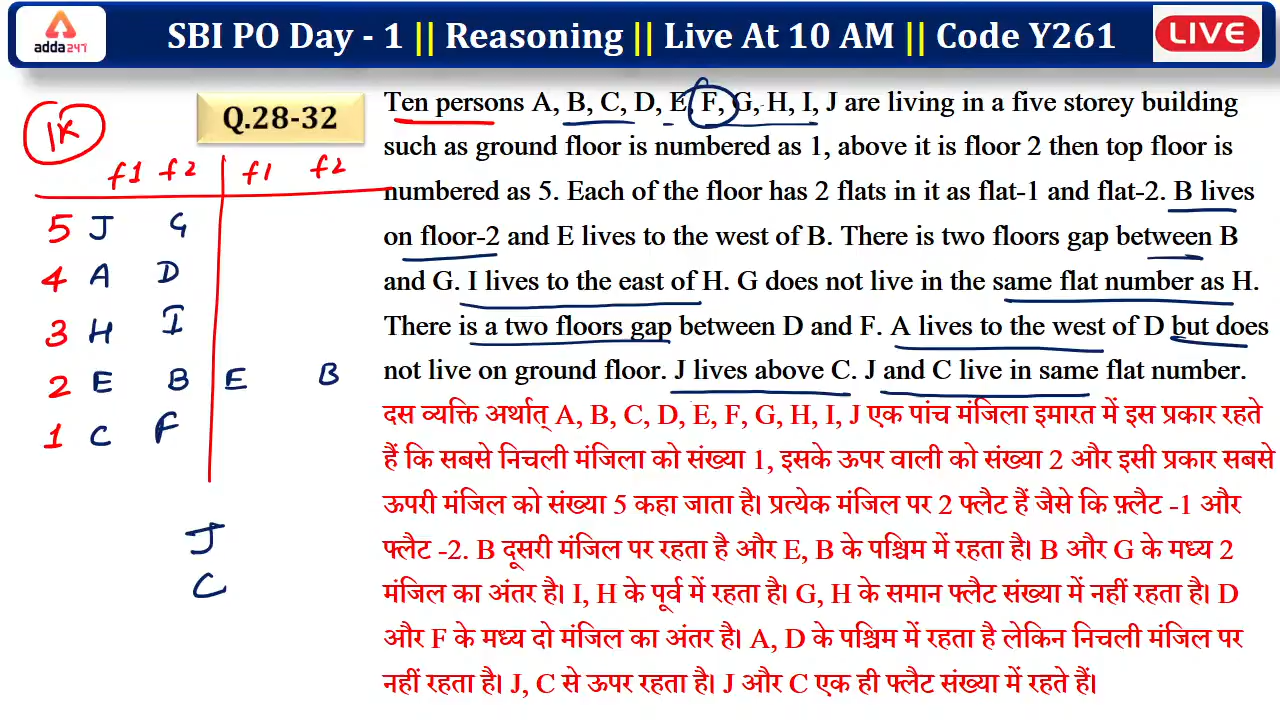 adda247
SBI PO Day - 1 || Reasoning || Live At 10 AM || Code Y261
LIVE
1K
Q.28-32
f1 f2 f1 f2
5 J G
4 A D
3 H I
2 E B E B
1 C F
J
C
Ten persons A, B, C, D, E, F, G, H, I, J are living in a five storey building
such as ground floor is numbered as 1, above it is floor 2 then top floor is
numbered as 5. Each of the floor has 2 flats in it as flat-1 and flat-2. B lives
on floor-2 and E lives to the west of B. There is two floors gap between B
and G. I lives to the east of H. G does not live in the same flat number as H.
There is a two floors gap between D and F. A lives to the west of D but does
not live on ground floor. J lives above C. J and C live in same flat number.
दस व्यक्ति अर्थात् A, B, C, D, E, F, G, H, I, J एक पांच मंजिला इमारत में इस प्रकार रहते
हैं कि सबसे निचली मंजिला को संख्या 1, इसके ऊपर वाली को संख्या 2 और इसी प्रकार सबसे
ऊपरी मंजिल को संख्या 5 कहा जाता है। प्रत्येक मंजिल पर 2 फ्लैट हैं जैसे कि फ़्लैट -1 और
फ्लैट -2. B दूसरी मंजिल पर रहता है और E, B के पश्चिम में रहता है। B और G के मध्य 2
मंजिल का अंतर है। I, H के पूर्व में रहता है। G, H के समान फ्लैट संख्या में नहीं रहता है। D
और F के मध्य दो मंजिल का अंतर है। A, D के पश्चिम में रहता है लेकिन निचली मंजिल पर
नहीं रहता है। J, C से ऊपर रहता है। J और C एक ही फ्लैट संख्या में रहते हैं।